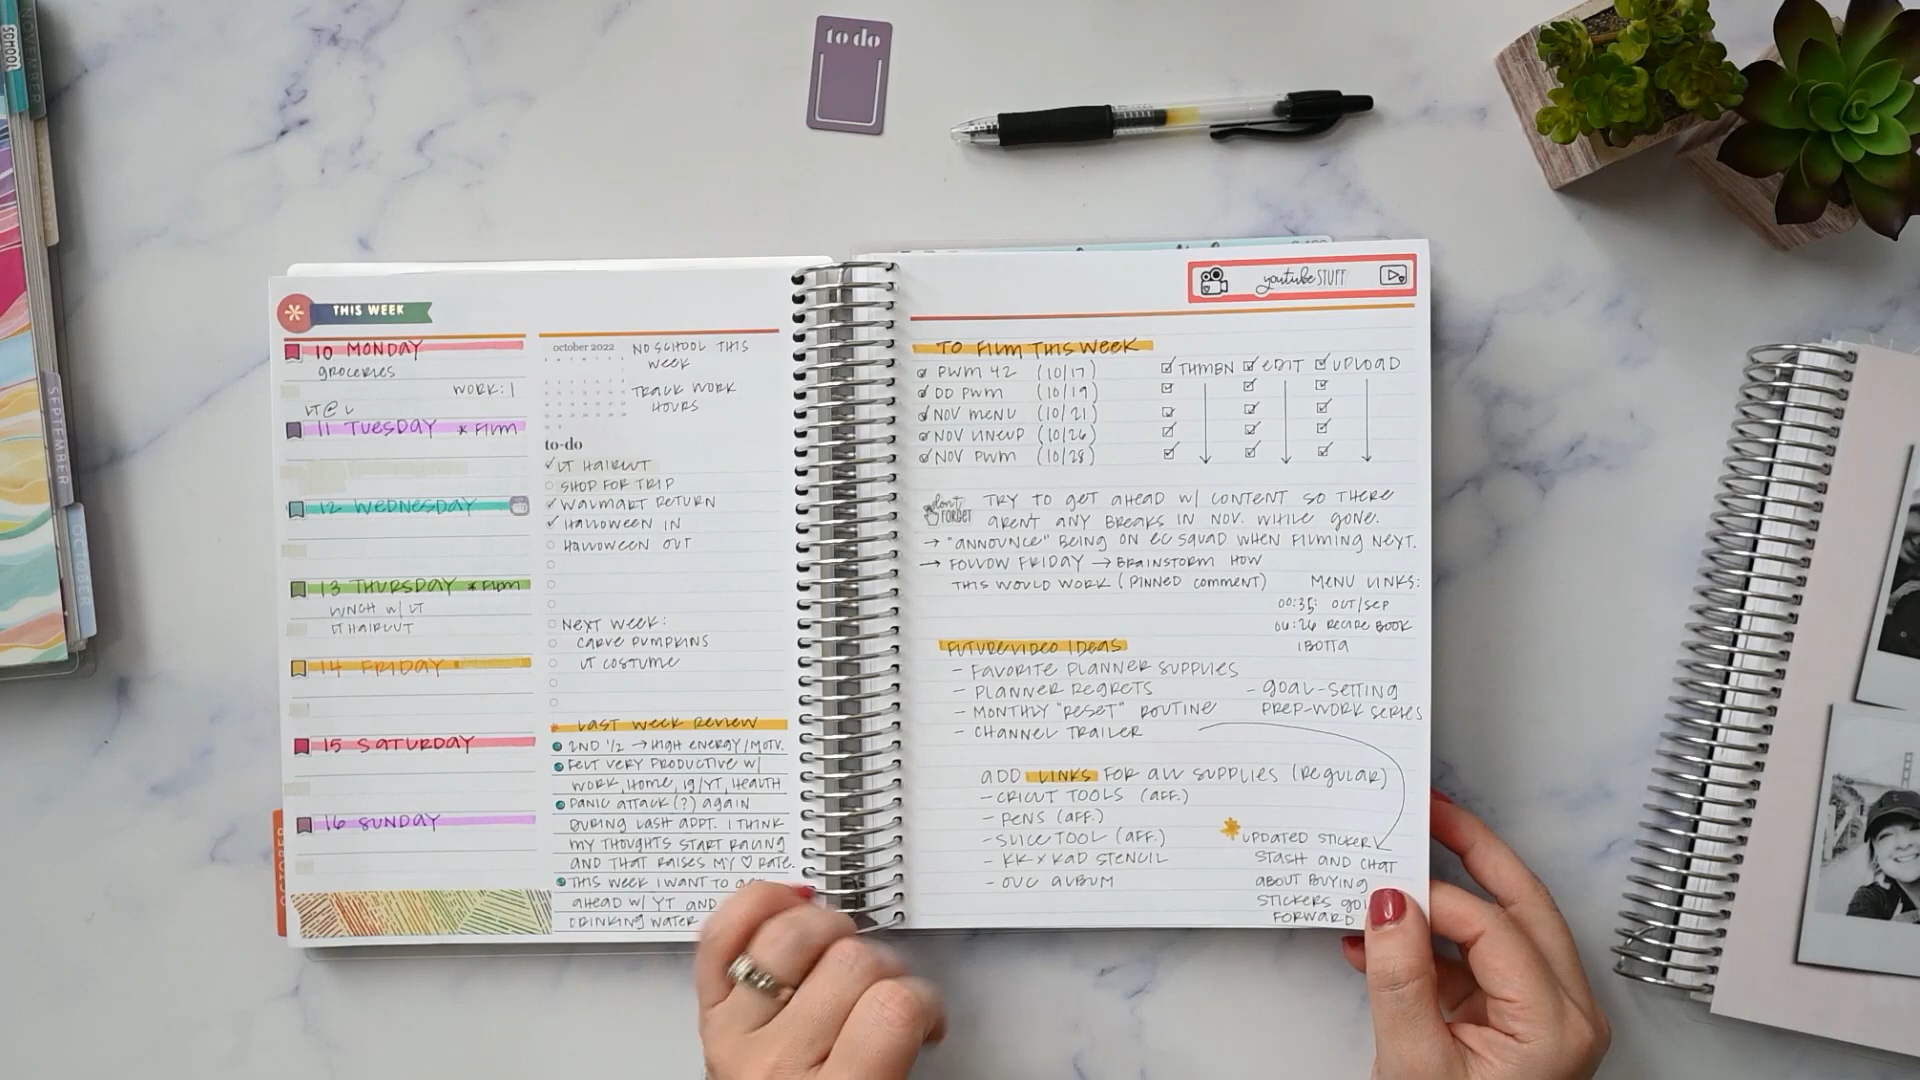 NOVEMBER
SCHOOL
SEPTEMBER
OCTOBER
to do
THIS WEEK
10 MONDAY
GROCERIES
WORK: 1
11 TUESDAY * FILM
12 WEDNESDAY
13 THURSDAY * FILM
LUNCH W/ LT
LT HAIRCUT
14 FRIDAY
15 SATURDAY
16 SUNDAY
OCTOBER
october 2022
NO SCHOOL THIS
WEEK
TRACK WORK
HOURS
to-do
LT HAIRCUT
SHOP FOR TRIP
WALMART RETURN
HALLOWEEN IN
HALLOWEEN OUT
NEXT WEEK:
CARVE PUMPKINS
LT COSTUME
LAST WEEK REVIEW
2ND 1/2 → HIGH ENERGY/MOTV.
FELT VERY PRODUCTIVE W/
WORK, HOME, IG/YT, HEALTH
PANIC ATTACK (?) AGAIN
DURING LASH APPT. I THINK
MY THOUGHTS START RACING
AND THAT RAISES MY ♡ RATE.
THIS WEEK I WANT TO
AHEAD W/ YT AND
DRINKING WATER
youtube STUFF
TO FILM THIS WEEK
THMBN EDIT UPLOAD
PWM 42 (10/17)
DD PWM (10/19)
NOV MENU (10/21)
NOV LINEUP (10/26)
NOV PWM (10/28)
don't FORGET
TRY TO GET AHEAD W/ CONTENT SO THERE
ARENT ANY BREAKS IN NOV. WHILE GONE.
→ "ANNOUNCE" BEING ON EC SQUAD WHEN FILMING NEXT.
→ FOLLOW FRIDAY → BRAINSTORM HOW
THIS WOULD WORK (PINNED COMMENT)
MENU LINKS:
00:35: OCT/SEP
06:26 RECIPE BOOK
IBOTTA
FUTURE VIDEO IDEAS
- FAVORITE PLANNER SUPPLIES
- PLANNER REGRETS
- MONTHLY "RESET" ROUTINE
- CHANNEL TRAILER
- GOAL-SETTING
PREP-WORK SERIES
ADD LINKS FOR ALL SUPPLIES (REGULAR)
- CRICUT TOOLS (AFF.)
- PENS (AFF.)
- SLICE TOOL (AFF.)
- KK X KAD STENCIL
- OUC ALBUM
UPDATED STICKER
STASH AND CHAT
ABOUT BUYING
STICKERS
FORWARD